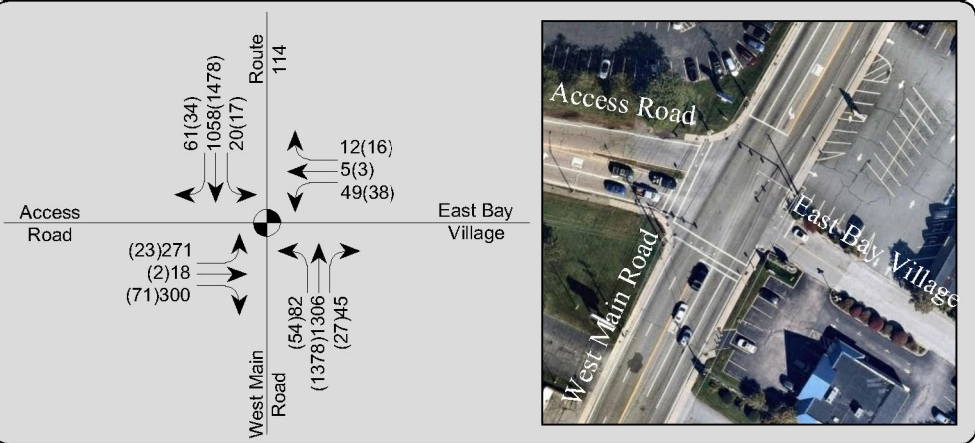 Route
114
61(34)
1058(1478)
20(17)
12(16)
5(3)
49(38)
Access
Road
East Bay
Village
(23)271
(2)18
(71)300
(54)82
(1378)1306
(27)45
West Main
Road
Access Road
East Bay Village
West Main Road